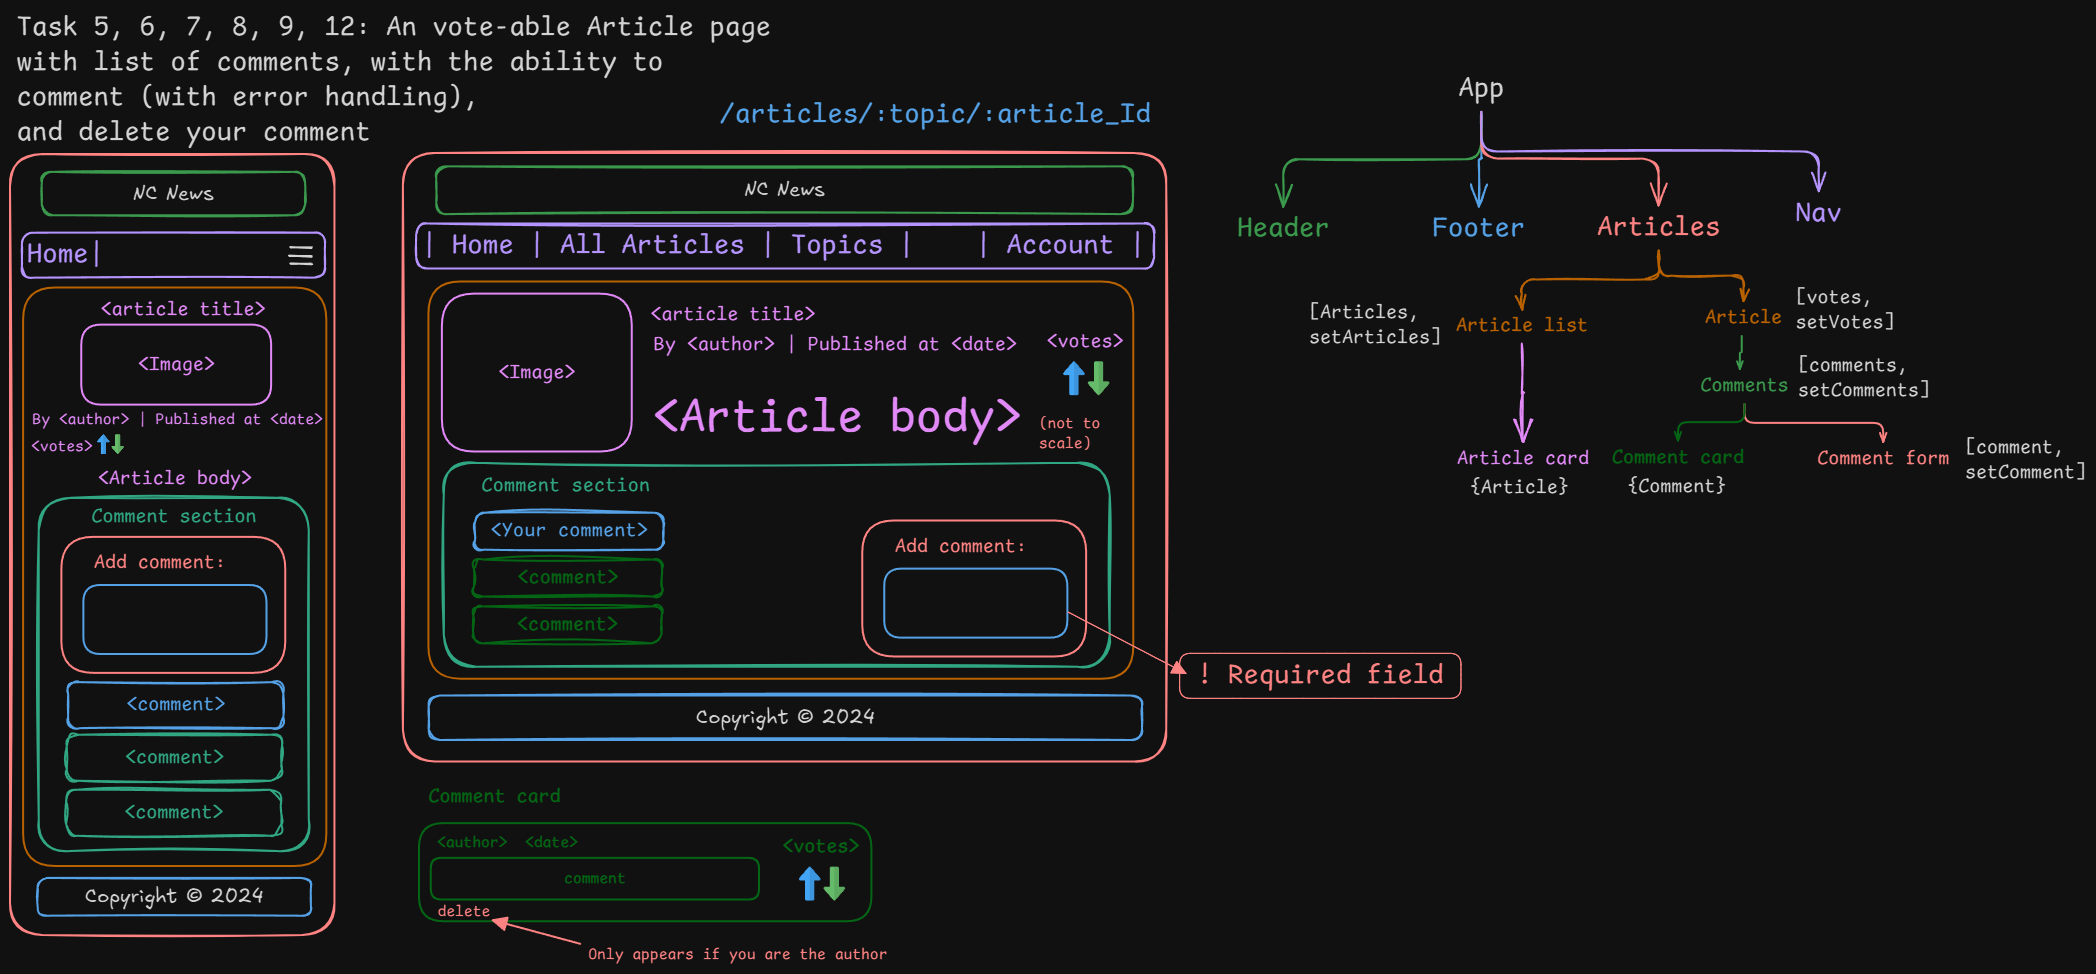 Task 5, 6, 7, 8, 9, 12: An vote-able Article page
with list of comments, with the ability to
comment (with error handling),
and delete your comment
NC News
Home|
<article title>
<Image>
By <author> | Published at <date>
<votes>
<Article body>
Comment section
Add comment:
<comment>
<comment>
<comment>
Copyright © 2024
/articles/:topic/:article_Id
NC News
| Home | All Articles | Topics | | Account |
<Image>
<article title>
By <author> | Published at <date>
<votes>
<Article body>
(not to
scale)
Comment section
<Your comment>
<comment>
<comment>
Add comment:
! Required field
Copyright © 2024
Comment card
<author> <date>
<votes>
comment
delete
Only appears if you are the author
App
Header
Footer
Articles
Nav
[Articles,
setArticles]
Article list
Article
[votes,
setVotes]
Comments
[comments,
setComments]
Article card
{Article}
Comment card
{Comment}
Comment form
[comment,
setComment]